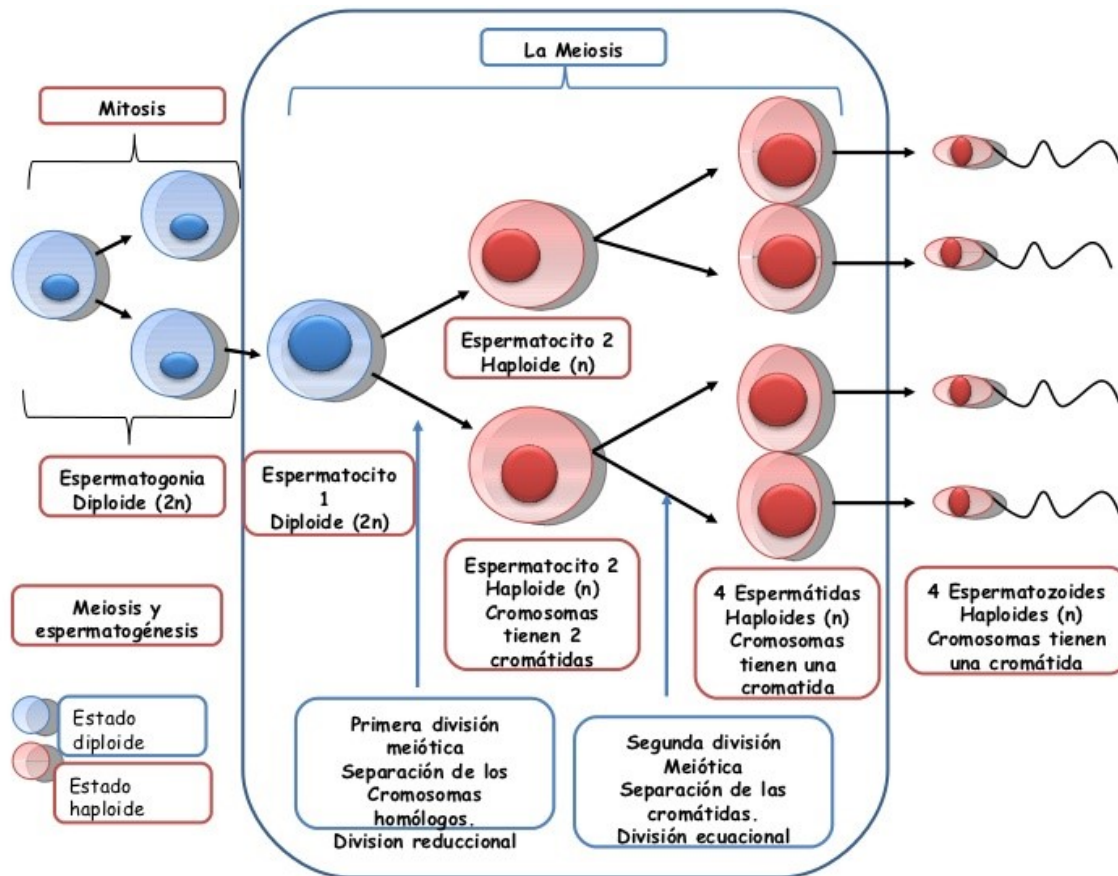 La Meiosis
Mitosis
Espermatocito 2
Haploide (n)
Espermatogonia
Diploide (2n)
Espermatocito
1
Diploide (2n)
Espermatocito 2
Haploide (n)
Cromosomas
tienen 2
cromátidas
4 Espermátidas
Haploides (n)
Cromosomas
tienen una
cromatida
4 Espermatozoides
Haploides (n)
Cromosomas tienen
una cromátida
Meiosis y
espermatogénesis
Estado
diploide
Estado
haploide
Primera división
meiótica
Separación de los
Cromosomas
homólogos.
Division reduccional
Segunda división
Meiótica
Separación de las
cromátidas.
División ecuacional